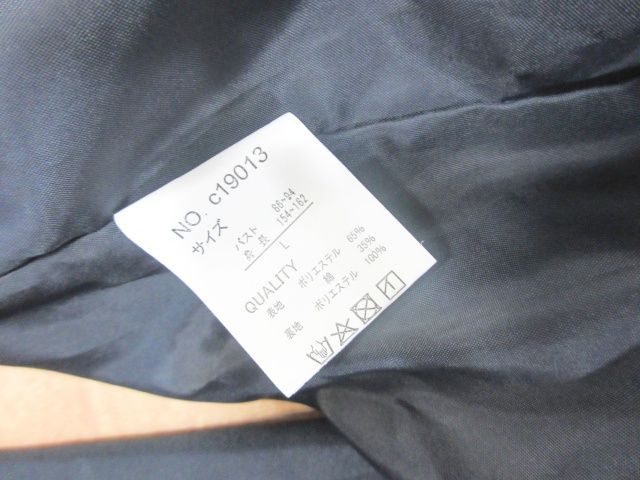 NO. c19013
サイズ
バスト 86~94
身長 154~162
L
QUALITY
表地 ポリエステル 65%
綿 35%
裏地 ポリエステル 100%